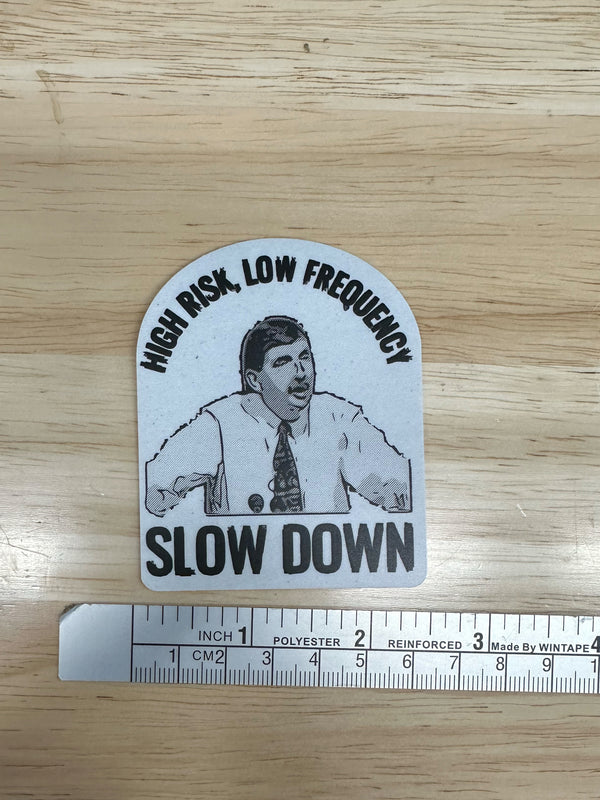 HIGH RISK, LOW FREQUENCY
SLOW DOWN
INCH 1 POLYESTER 2 REINFORCED 3 Made By WINTAPE 4
1 CM2 3 4 5 6 7 8 9 1